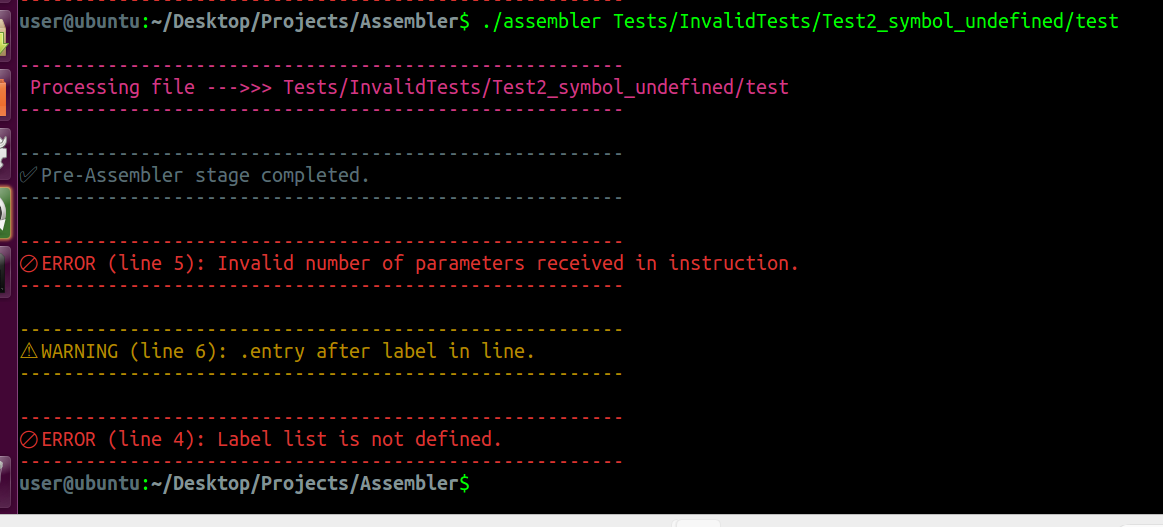 -------------------------------------------------------
user@ubuntu:~/Desktop/Projects/Assembler$ ./assembler Tests/InvalidTests/Test2_symbol_undefined/test
-------------------------------------------------------
Processing file --->>> Tests/InvalidTests/Test2_symbol_undefined/test
-------------------------------------------------------
-------------------------------------------------------
✅Pre-Assembler stage completed.
-------------------------------------------------------
-------------------------------------------------------
🚫ERROR (line 5): Invalid number of parameters received in instruction.
-------------------------------------------------------
-------------------------------------------------------
⚠WARNING (line 6): .entry after label in line.
-------------------------------------------------------
-------------------------------------------------------
🚫ERROR (line 4): Label list is not defined.
-------------------------------------------------------
user@ubuntu:~/Desktop/Projects/Assembler$